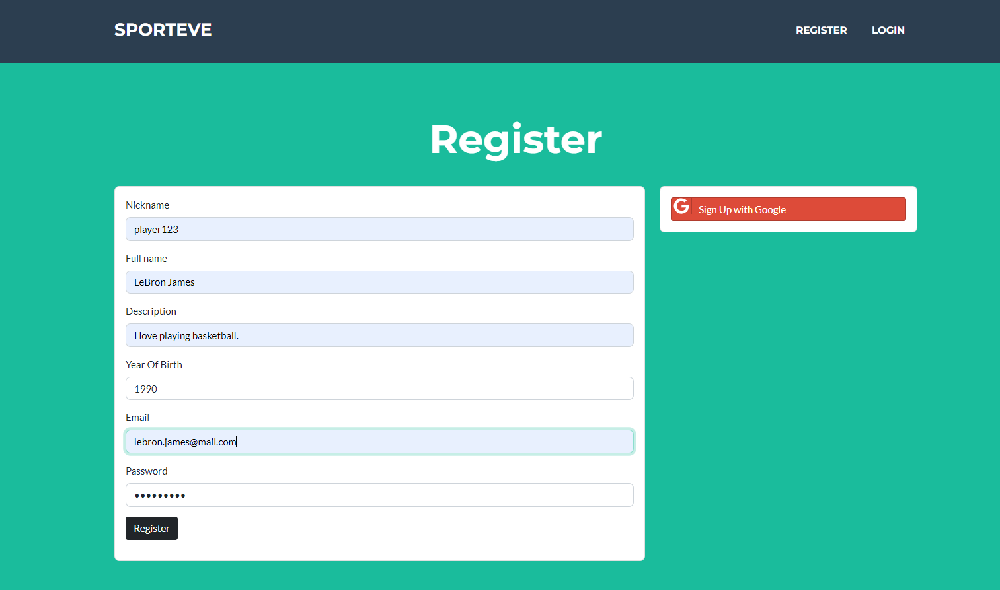 SPORTEVE
REGISTER LOGIN
Register
Nickname
player123
Full name
LeBron James
Description
I love playing basketball.
Year Of Birth
1990
Email
lebron.james@mail.com
Password
•••••••••
Register
G Sign Up with Google